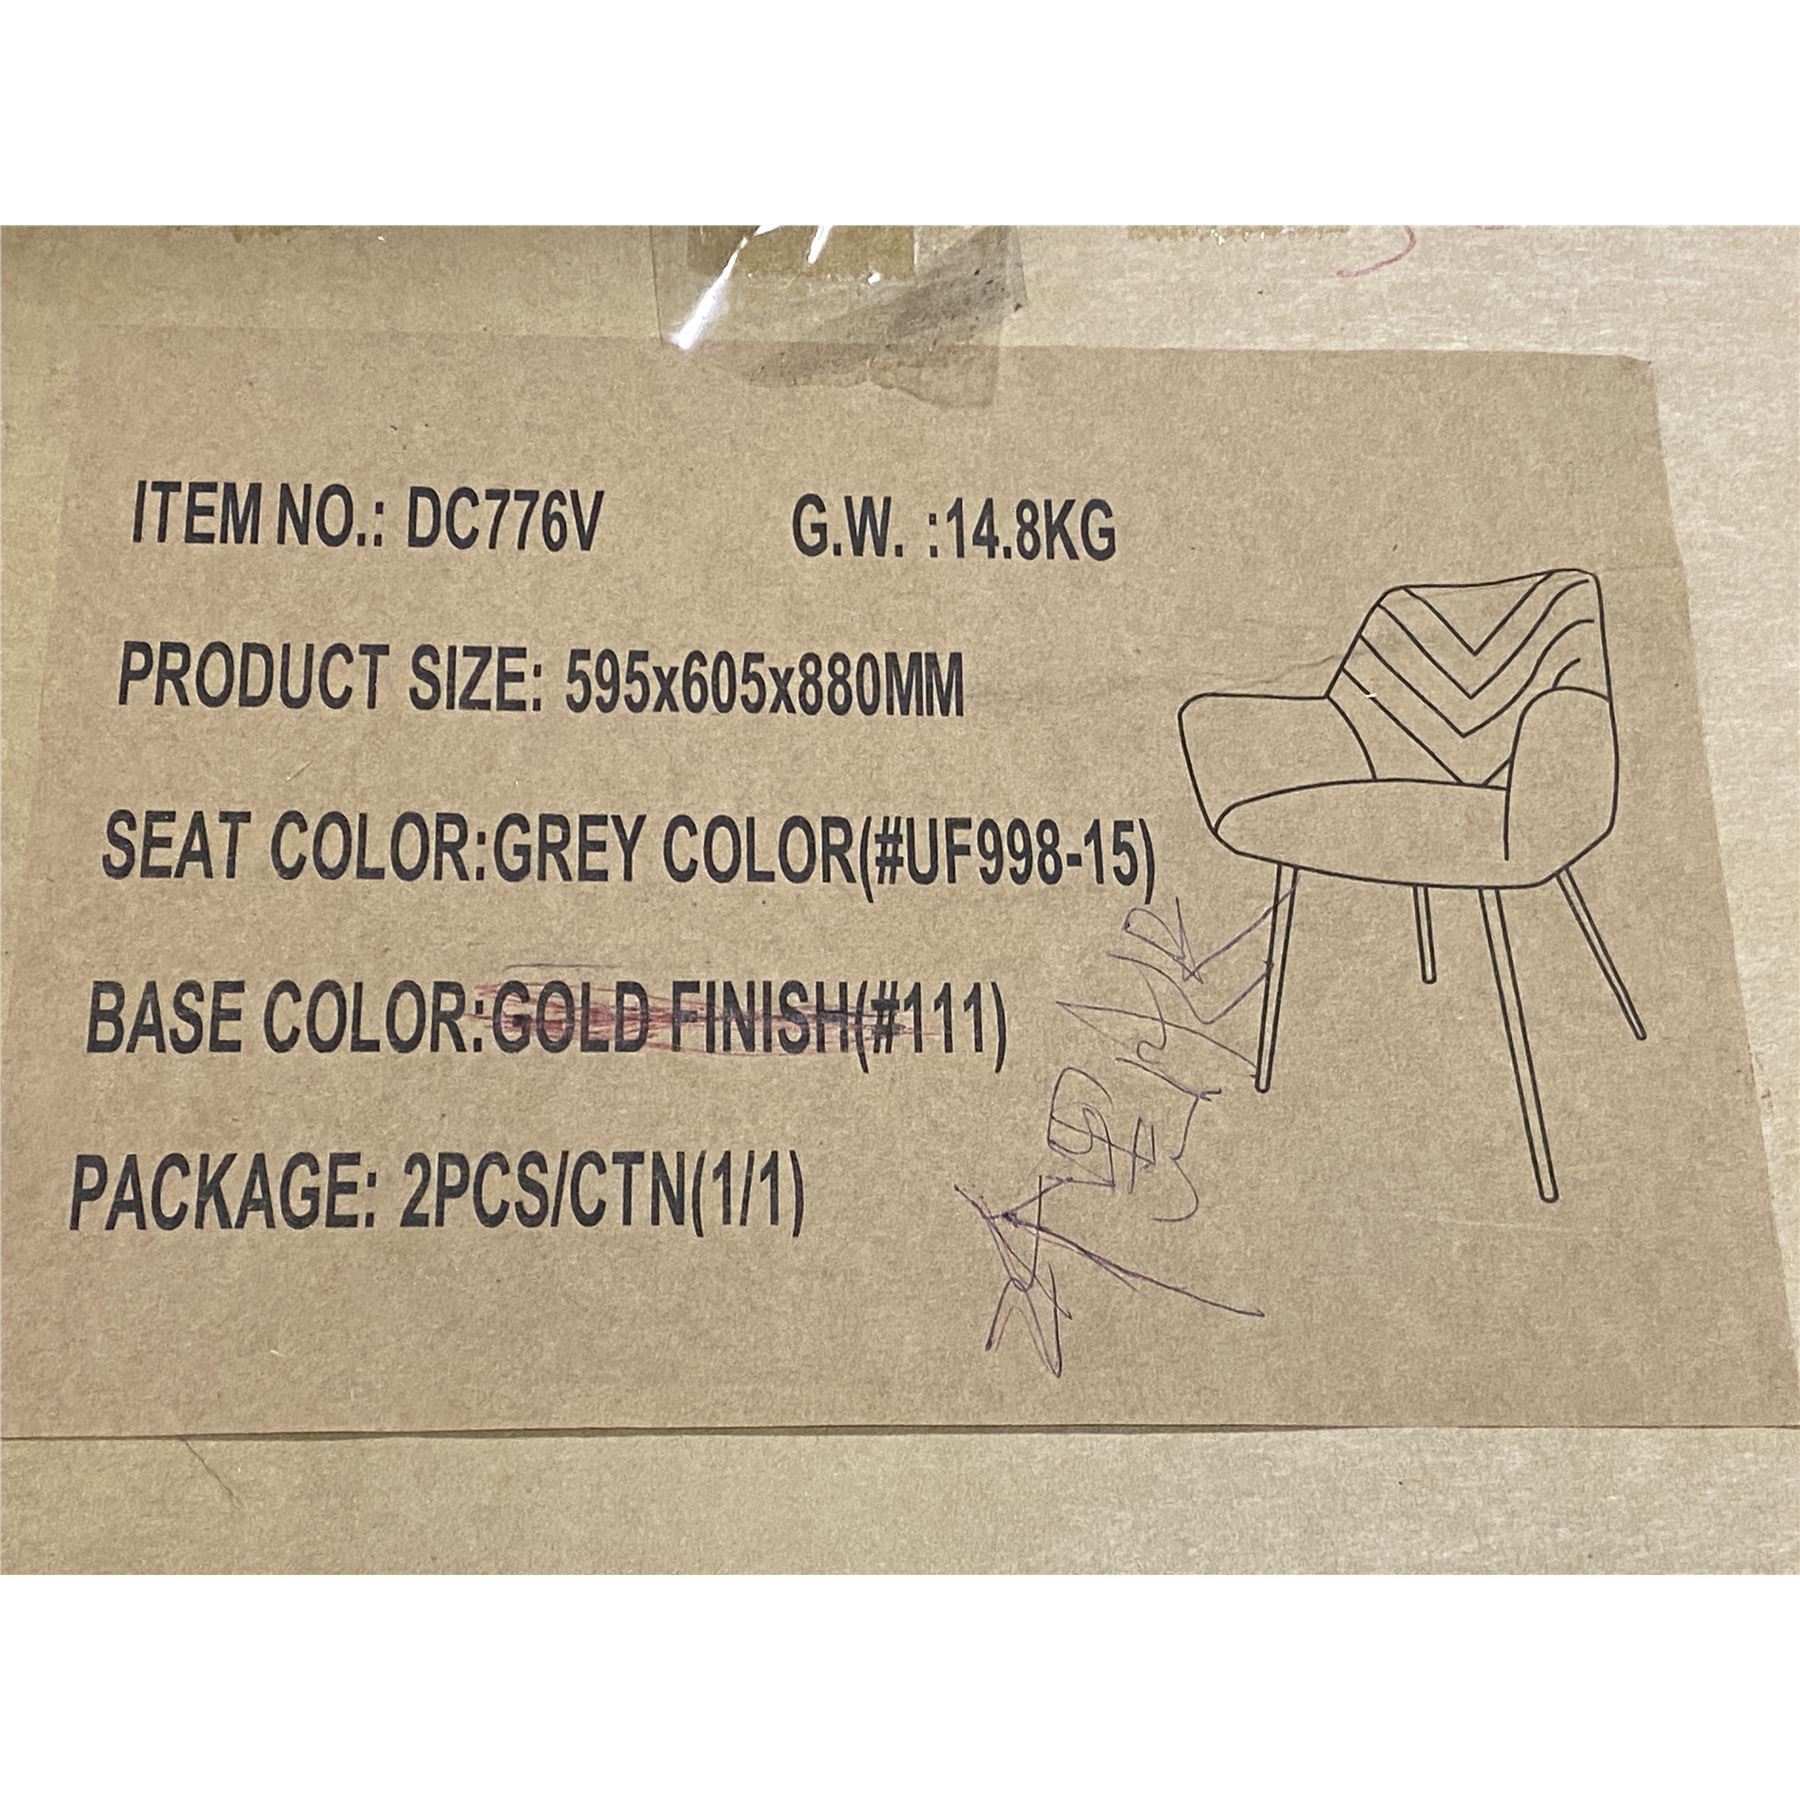 ITEM NO.: DC776V G.W. :14.8KG
PRODUCT SIZE: 595x605x880MM
SEAT COLOR:GREY COLOR(#UF998-15)
BASE COLOR:GOLD FINISH(#111)
PACKAGE: 2PCS/CTN(1/1)